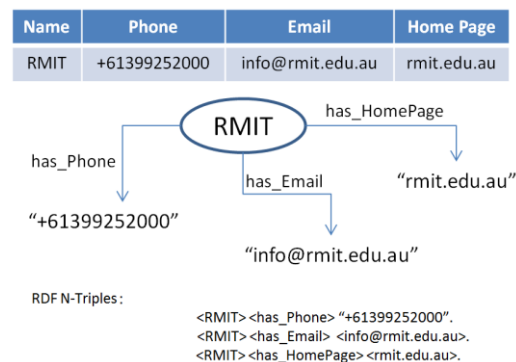 Name Phone Email Home Page
RMIT +61399252000 info@rmit.edu.au rmit.edu.au
RMIT
has_HomePage
has_Phone
has_Email
“rmit.edu.au”
“+61399252000”
“info@rmit.edu.au”
RDF N-Triples:
<RMIT> <has_Phone> “+61399252000”.
<RMIT> <has_Email> <info@rmit.edu.au>.
<RMIT> <has_HomePage> <rmit.edu.au>.